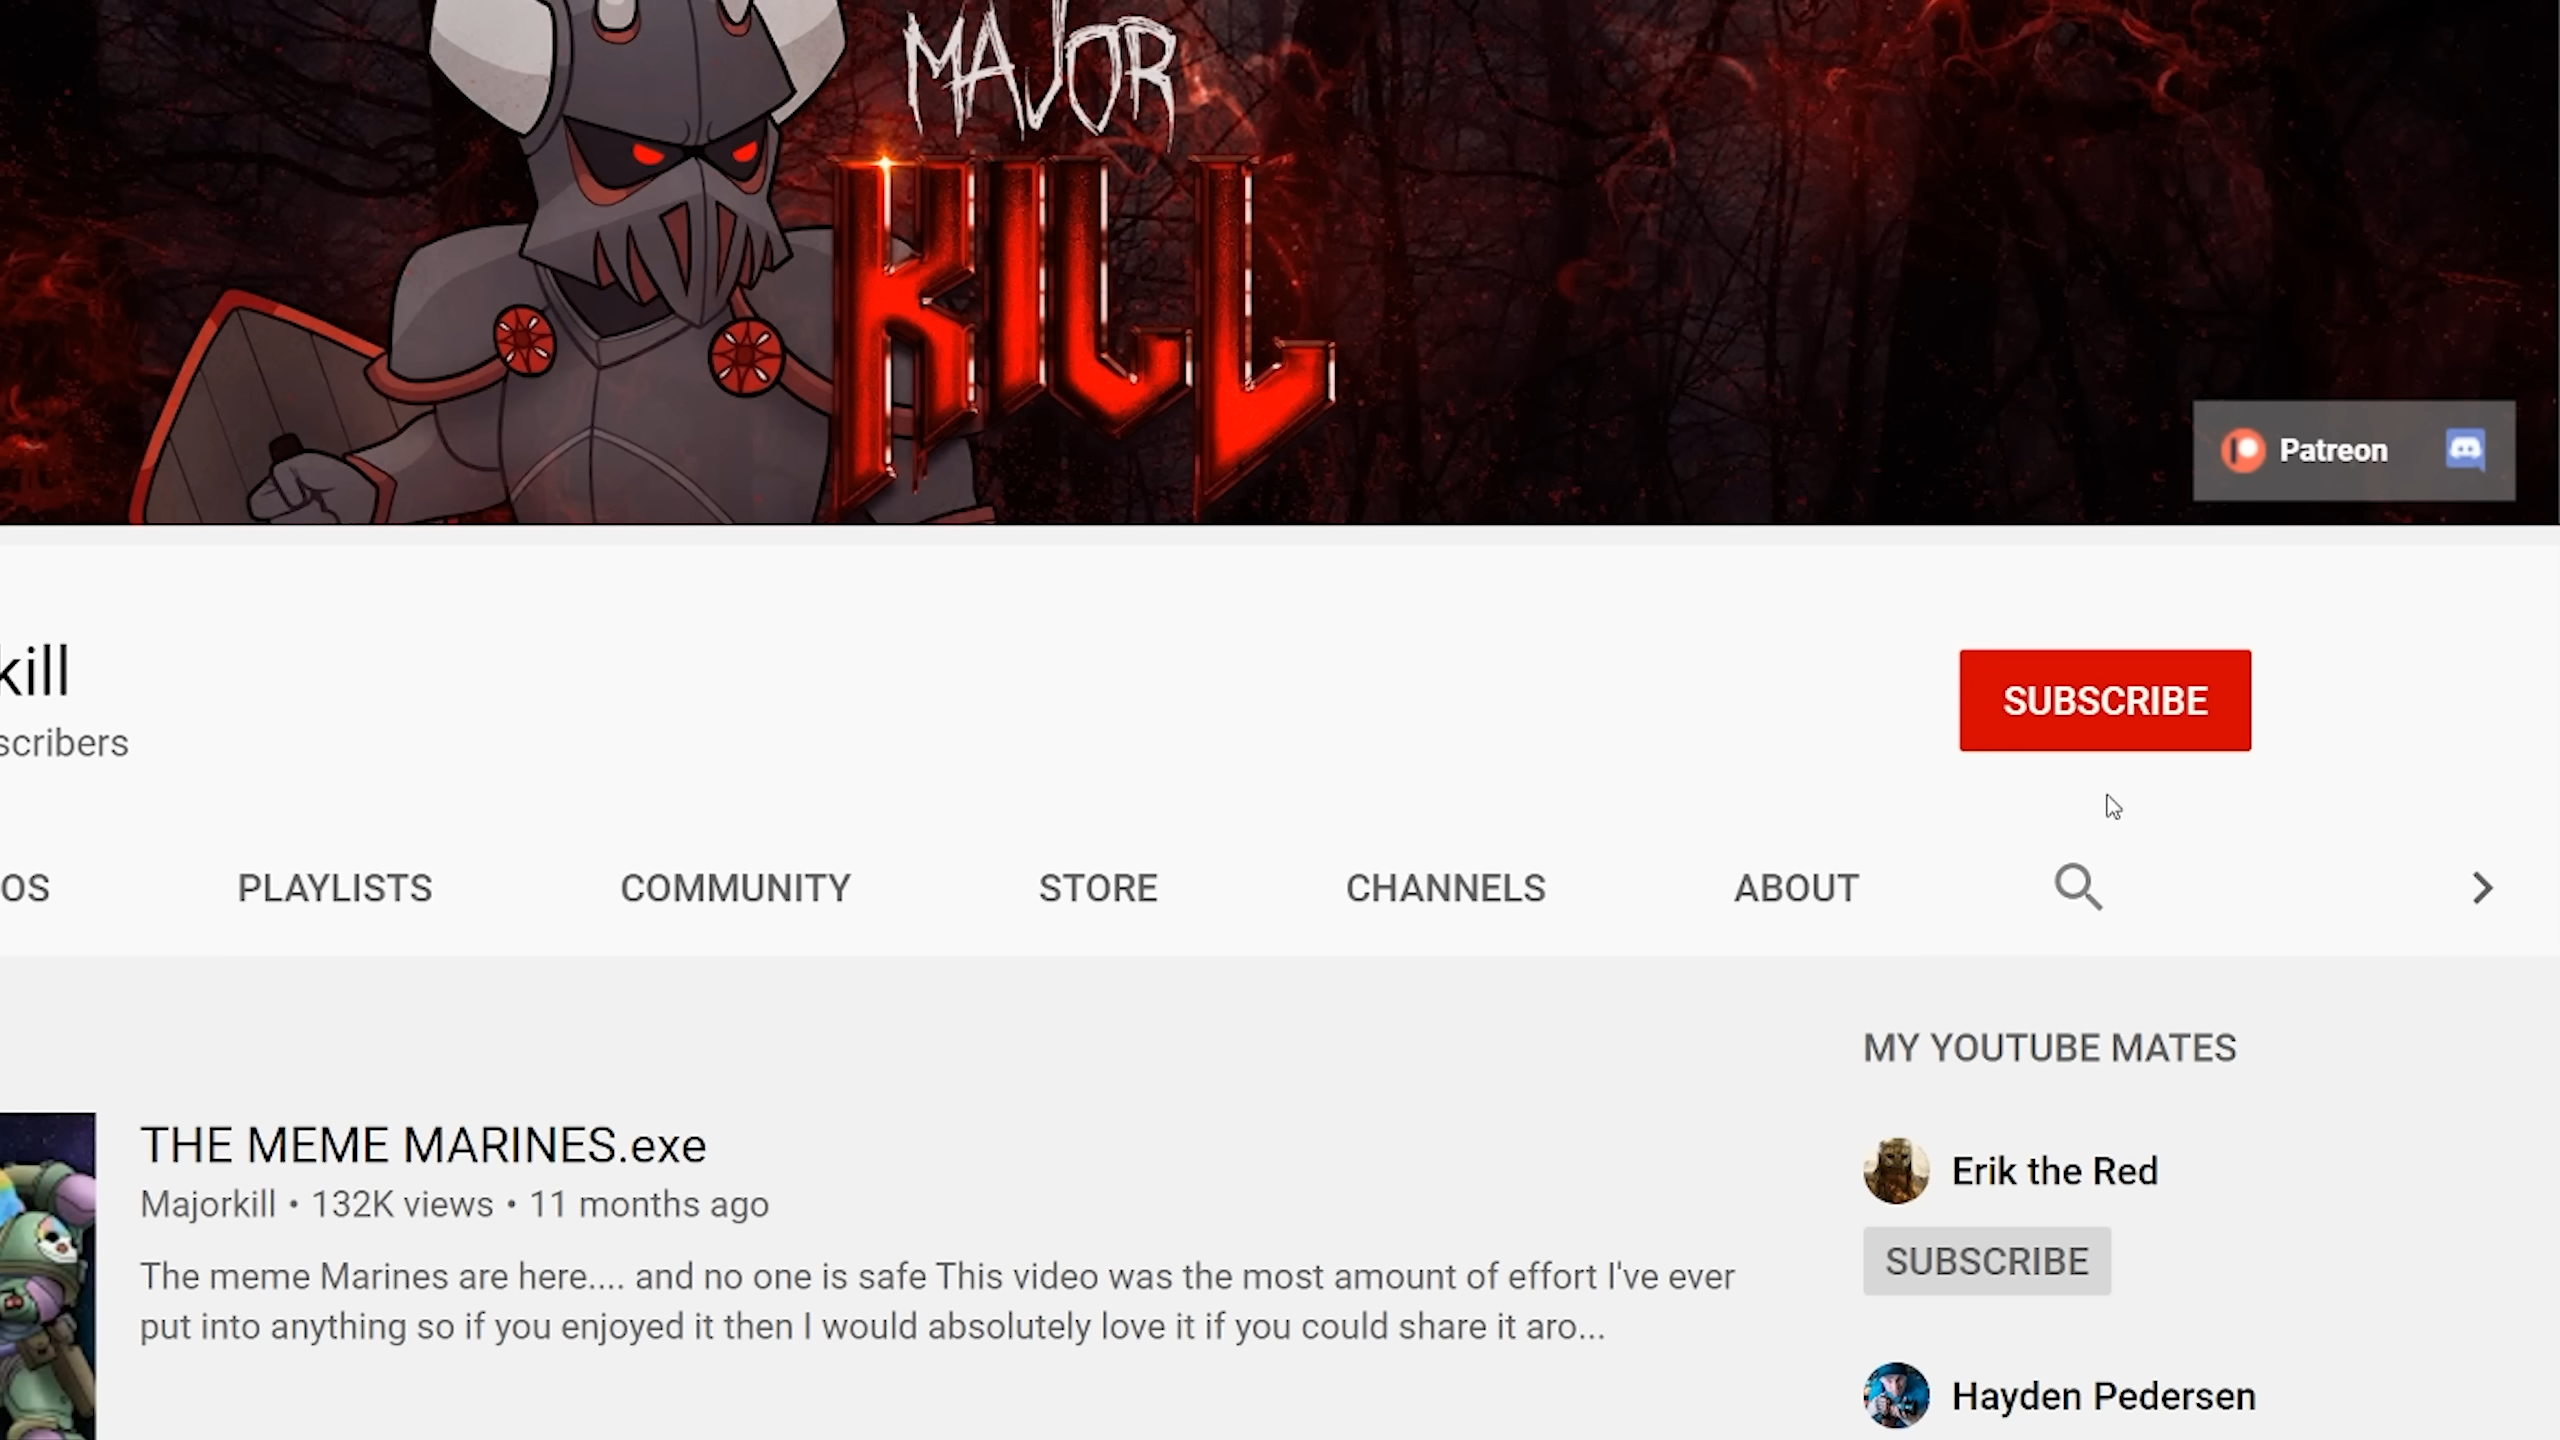 MAJOR
KILL
Patreon
kill
scribers
SUBSCRIBE
OS PLAYLISTS COMMUNITY STORE CHANNELS ABOUT
MY YOUTUBE MATES
THE MEME MARINES.exe
Majorkill • 132K views • 11 months ago
The meme Marines are here.... and no one is safe This video was the most amount of effort I've ever
put into anything so if you enjoyed it then I would absolutely love it if you could share it aro...
Erik the Red
SUBSCRIBE
Hayden Pedersen